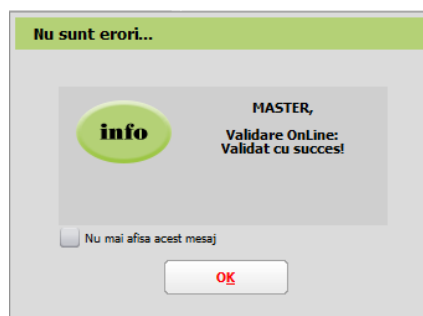 Nu sunt erori...
info
MASTER,
Validare OnLine:
Validat cu succes!
Nu mai afisa acest mesaj
OK